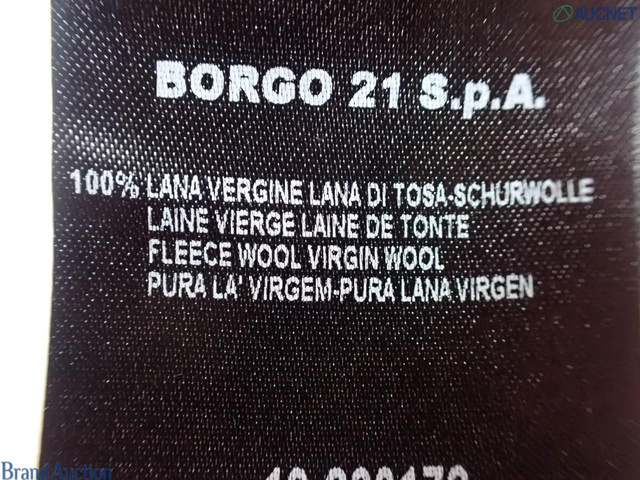 AUCNET
BORGO 21 S.p.A.
100% LANA VERGINE LANA DI TOSA-SCHURWOLLE
LAINE VIERGE LAINE DE TONTE
FLEECE WOOL VIRGIN WOOL
PURA LA' VIRGEM-PURA LANA VIRGEN
Brand Auction